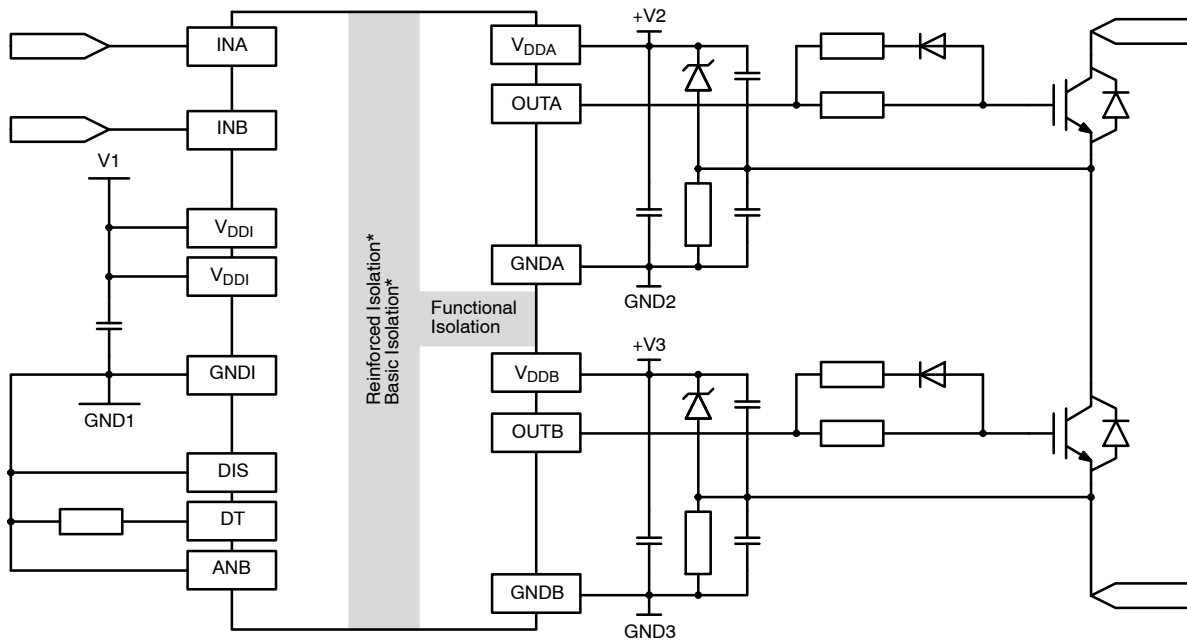 INA
INB
V1
VDDI
VDDI
GNDI
GND1
DIS
DT
ANB
Reinforced Isolation*
Basic Isolation*
Functional
Isolation
VDDA
OUTA
GNDA
VDDB
OUTB
GNDB
+V2
GND2
+V3
GND3